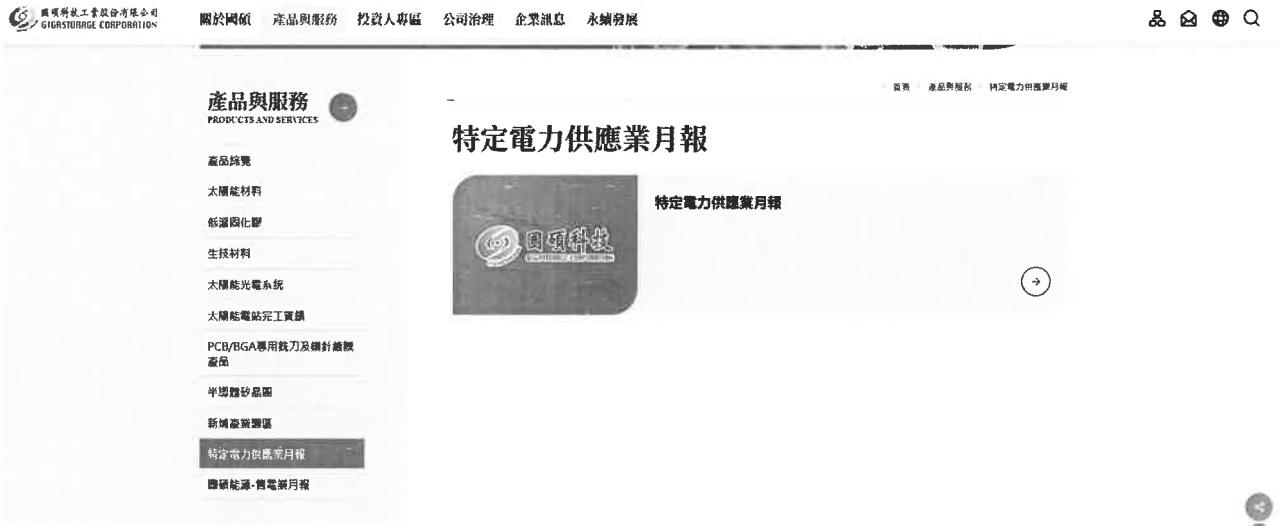 國碩科技工業股份有限公司
GIGASTORAGE CORPORATION
關於國碩 產品與服務 投資人專區 公司治理 企業訊息 永續發展
首頁 產品與服務 特定電力供應業月報
產品與服務
PRODUCTS AND SERVICES
產品綜覽
太陽能材料
低溫固化膠
生技材料
太陽能光電系統
太陽能電站完工實績
PCB/BGA專用銑刀及鑽針鍍膜
產品
半導體矽晶圓
新埔產業園區
特定電力供應業月報
國碩能源-售電業月報
特定電力供應業月報
國碩科技
GIGASTORAGE CORPORATION
特定電力供應業月報